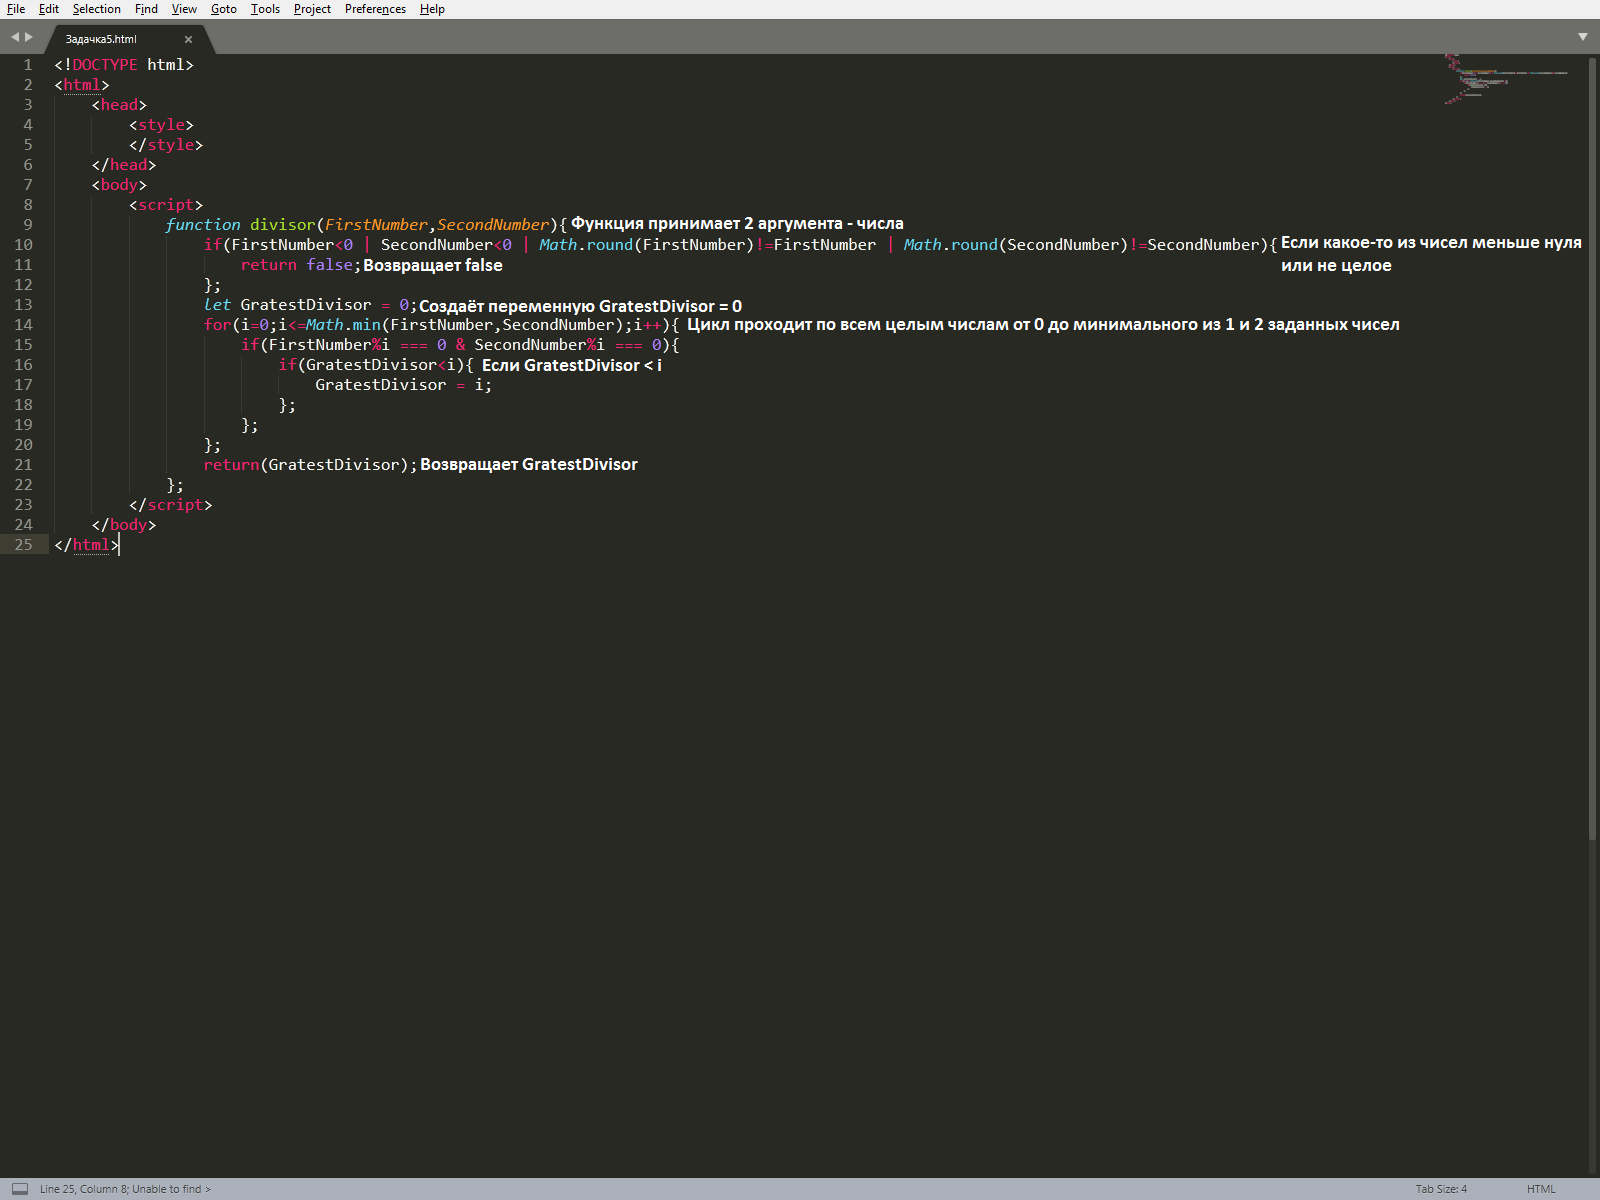 File Edit Selection Find View Goto Tools Project Preferences Help
Задачка5.html ×
1 <!DOCTYPE html>
2 <html>
3 <head>
4 <style>
5 </style>
6 </head>
7 <body>
8 <script>
9 function divisor(FirstNumber,SecondNumber){ Функция принимает 2 аргумента - числа
10 if(FirstNumber<0 | SecondNumber<0 | Math.round(FirstNumber)!=FirstNumber | Math.round(SecondNumber)!=SecondNumber){ Если какое-то из чисел меньше нуля
11 return false; Возвращает false или не целое
12 };
13 let GratestDivisor = 0; Создаёт переменную GratestDivisor = 0
14 for(i=0;i<=Math.min(FirstNumber,SecondNumber);i++){ Цикл проходит по всем целым числам от 0 до минимального из 1 и 2 заданных чисел
15 if(FirstNumber%i === 0 & SecondNumber%i === 0){
16 if(GratestDivisor<i){ Если GratestDivisor < i
17 GratestDivisor = i;
18 };
19 };
20 };
21 return(GratestDivisor); Возвращает GratestDivisor
22 };
23 </script>
24 </body>
25 </html>
Line 25, Column 8; Unable to find > Tab Size: 4 HTML